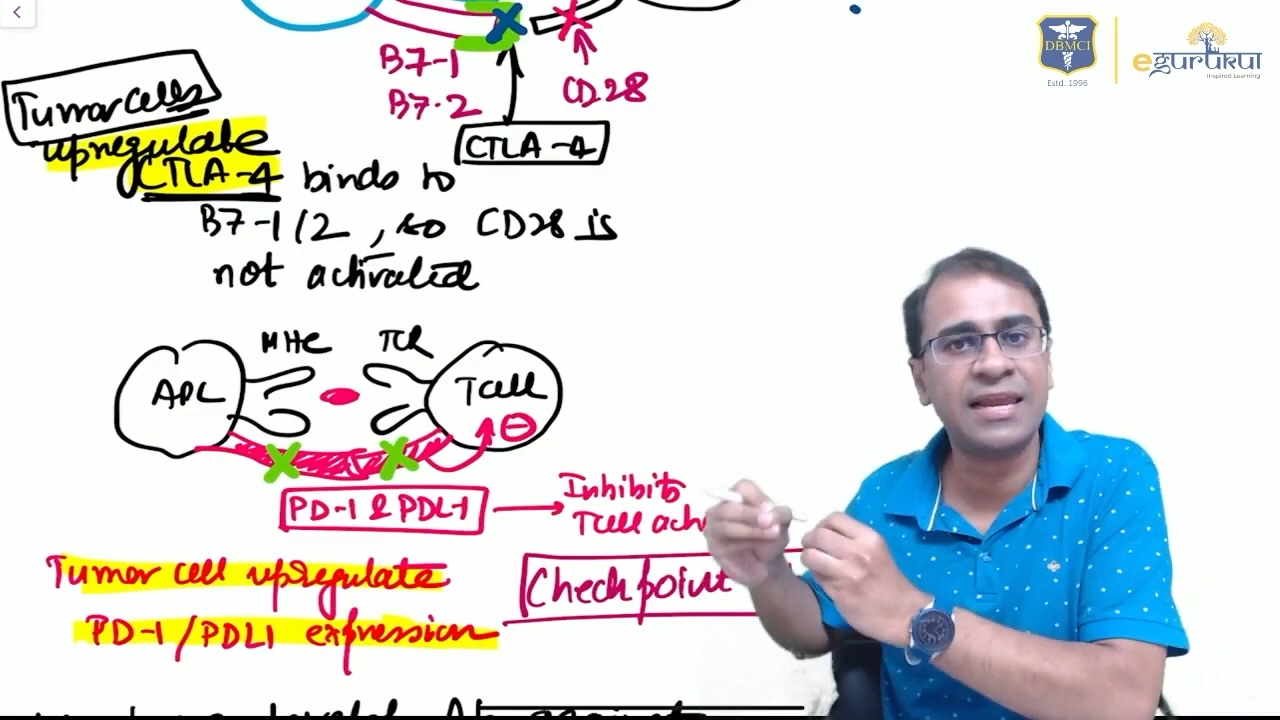 B7-1
B7-2
CD28
CTLA-4
Tumor cells
upregulate
CTLA-4 binds to
B7-1/2, so CD28 is
not activated
MHC
TCR
APC
T cell
PD-1 & PDL-1
Inhibits
T cell
Checkpoint
Tumor cell upregulate
PD-1/PDL1 expression
DBMCI
Estd. 1996
egurukul
Inspired Learning